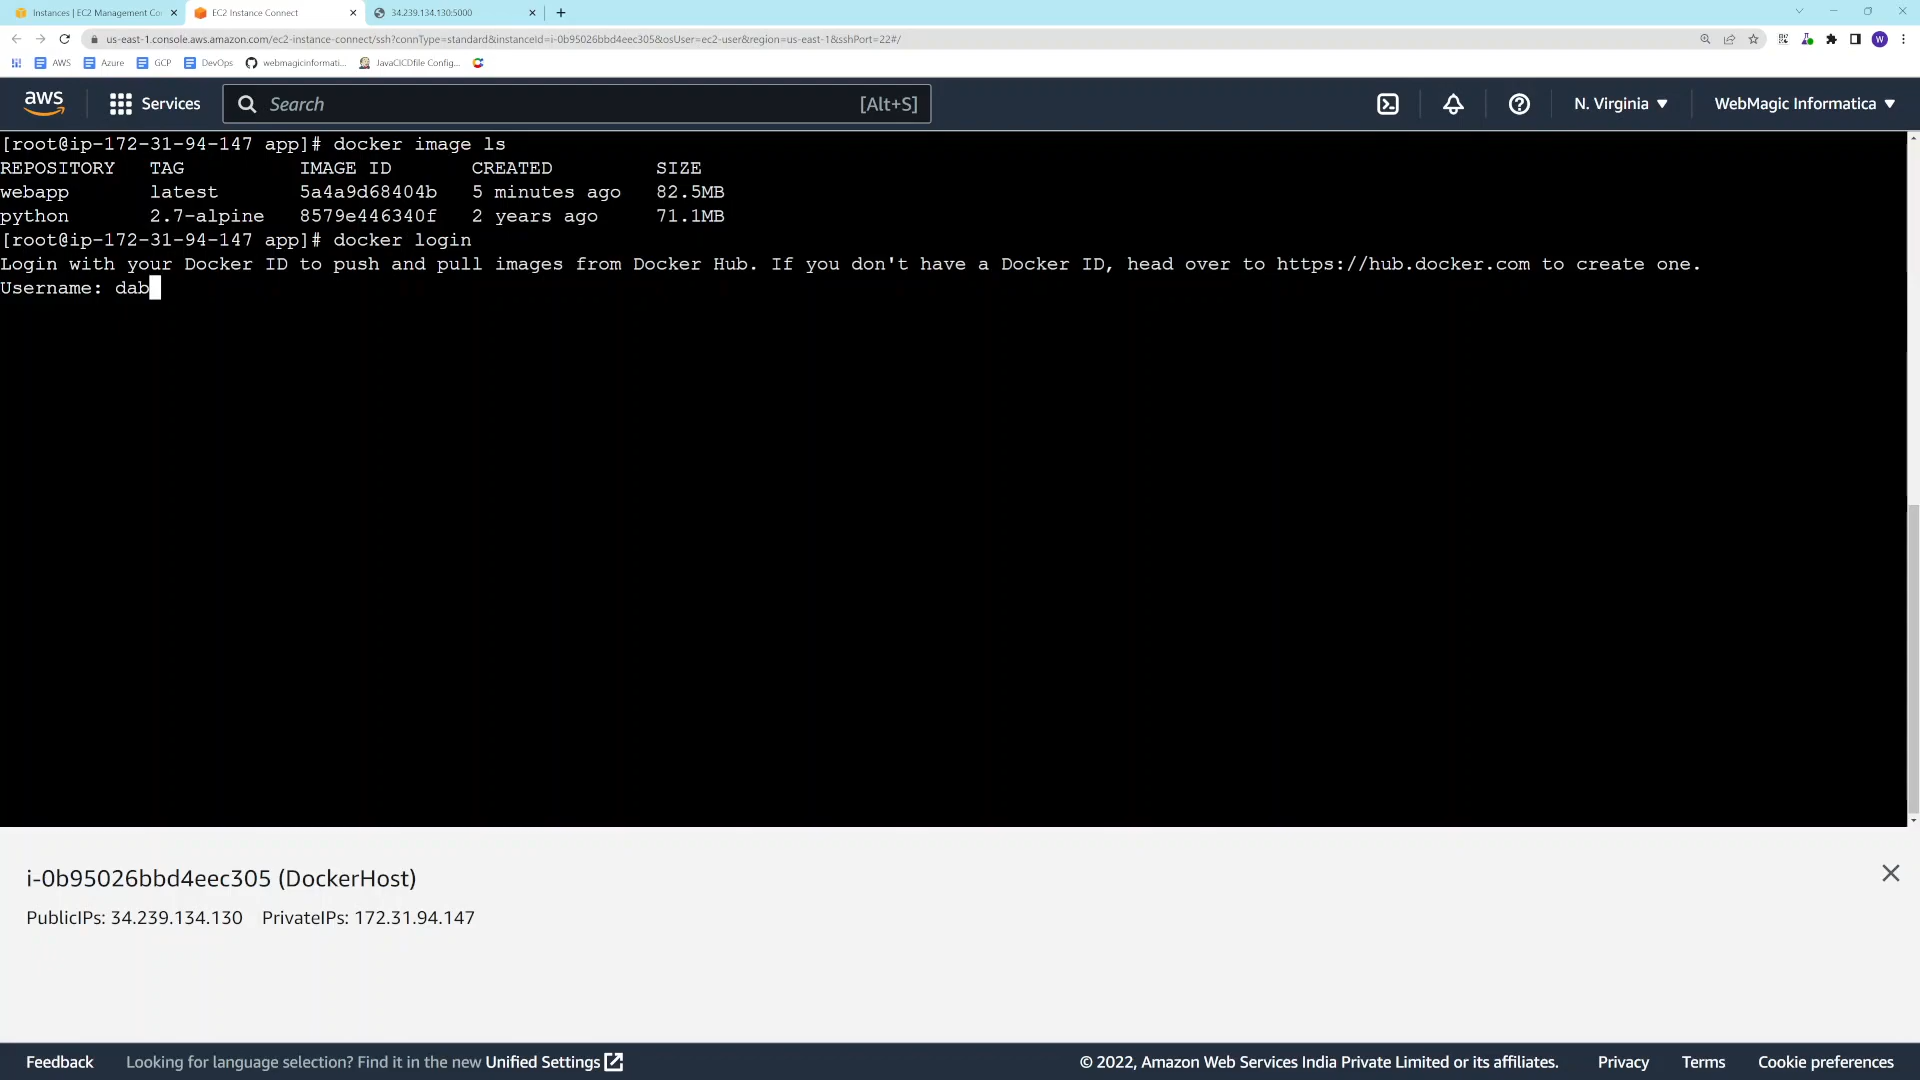 Instances | EC2 Management Co
EC2 Instance Connect
34.239.134.130:5000
us-east-1.console.aws.amazon.com/ec2-instance-connect/ssh?connType=standard&instanceId=i-0b95026bbd4eec305&osUser=ec2-user&region=us-east-1&sshPort=22#/
W
AWS
Azure
GCP
DevOps
webmagicinformati...
JavaCICDfile Config...
aws
Services
Search
[Alt+S]
N. Virginia
WebMagic Informatica
[root@ip-172-31-94-147 app]# docker image ls
REPOSITORY TAG IMAGE ID CREATED SIZE
webapp latest 5a4a9d68404b 5 minutes ago 82.5MB
python 2.7-alpine 8579e446340f 2 years ago 71.1MB
[root@ip-172-31-94-147 app]# docker login
Login with your Docker ID to push and pull images from Docker Hub. If you don't have a Docker ID, head over to https://hub.docker.com to create one.
Username: dab
i-0b95026bbd4eec305 (DockerHost)
PublicIPs: 34.239.134.130 PrivateIPs: 172.31.94.147
Feedback
Looking for language selection? Find it in the new Unified Settings
© 2022, Amazon Web Services India Private Limited or its affiliates.
Privacy
Terms
Cookie preferences